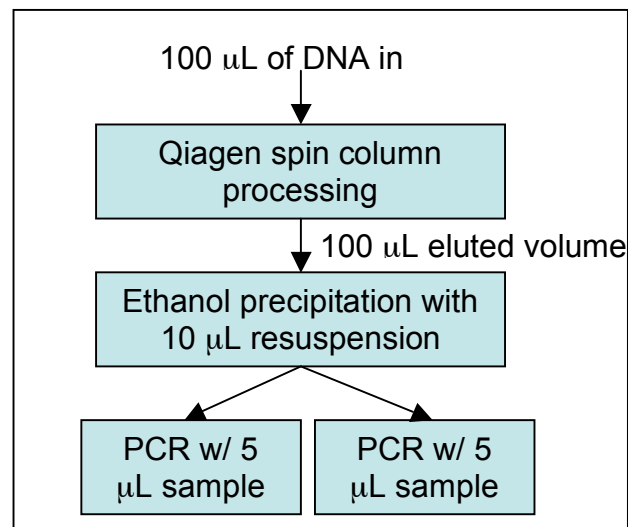 100 μL of DNA in
Qiagen spin column
processing
100 μL eluted volume
Ethanol precipitation with
10 μL resuspension
PCR w/ 5
μL sample
PCR w/ 5
μL sample